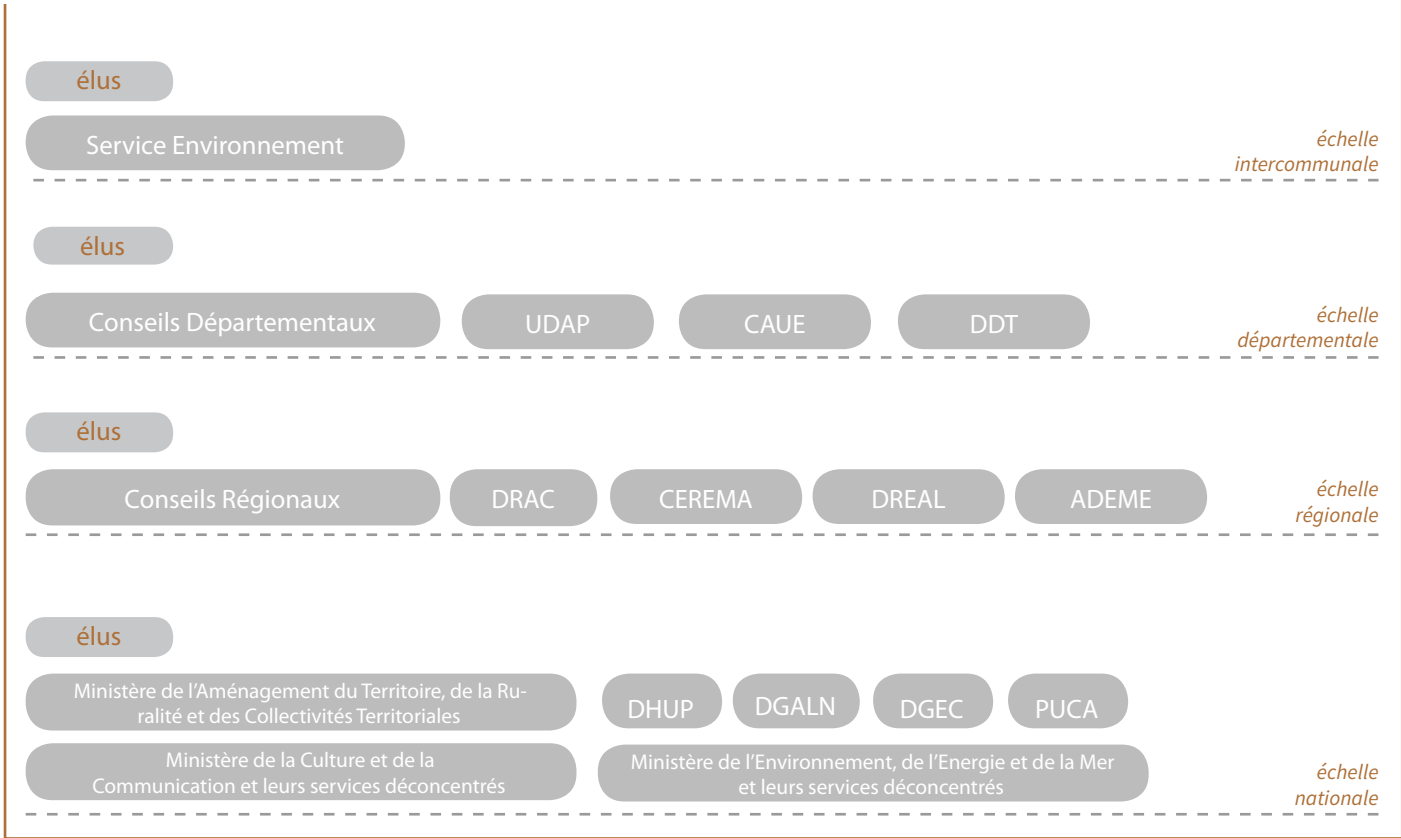 élus
Service Environnement
échelle
intercommunale
élus
Conseils Départementaux
UDAP
CAUE
DDT
échelle
départementale
élus
Conseils Régionaux
DRAC
CEREMA
DREAL
ADEME
échelle
régionale
élus
Ministère de l'Aménagement du Territoire, de la Ru-
ralité et des Collectivités Territoriales
DHUP
DGALN
DGEC
PUCA
Ministère de la Culture et de la
Communication et leurs services déconcentrés
Ministère de l'Environnement, de l'Energie et de la Mer
et leurs services déconcentrés
échelle
nationale